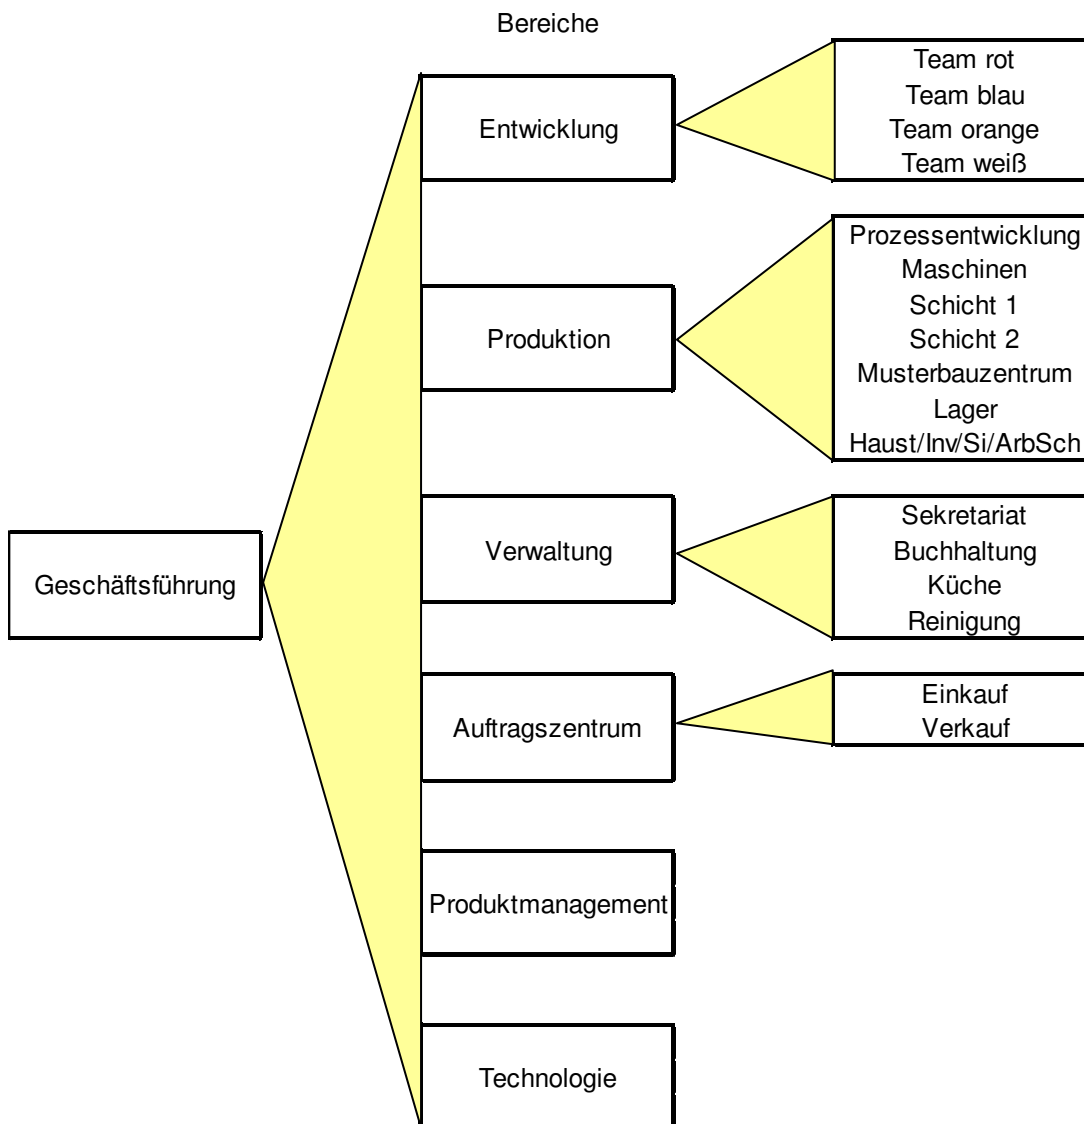 Bereiche
Entwicklung
Team rot
Team blau
Team orange
Team weiß
Produktion
Prozessentwicklung
Maschinen
Schicht 1
Schicht 2
Musterbauzentrum
Lager
Haust/Inv/Si/ArbSch
Geschäftsführung
Verwaltung
Sekretariat
Buchhaltung
Küche
Reinigung
Auftragszentrum
Einkauf
Verkauf
Produktmanagement
Technologie